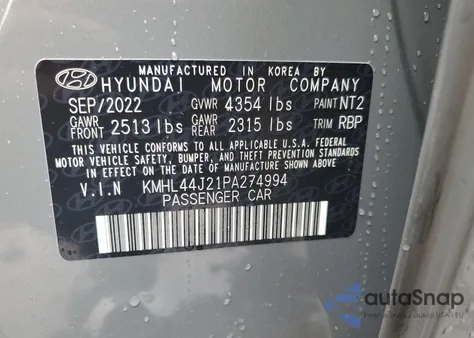 MANUFACTURED IN KOREA BY
HYUNDAI MOTOR COMPANY
SEP/2022 GVWR 4354 lbs PAINT NT2
GAWR FRONT 2513 lbs GAWR REAR 2315 lbs TRIM RBP
THIS VEHICLE CONFORMS TO ALL APPLICABLE U.S.A. FEDERAL
MOTOR VEHICLE SAFETY, BUMPER, AND THEFT PREVENTION STANDARDS
IN EFFECT ON THE DATE OF MANUFACTURE SHOWN ABOVE.
V.I.N KMHL44J21PA274994
PASSENGER CAR
autoSnap